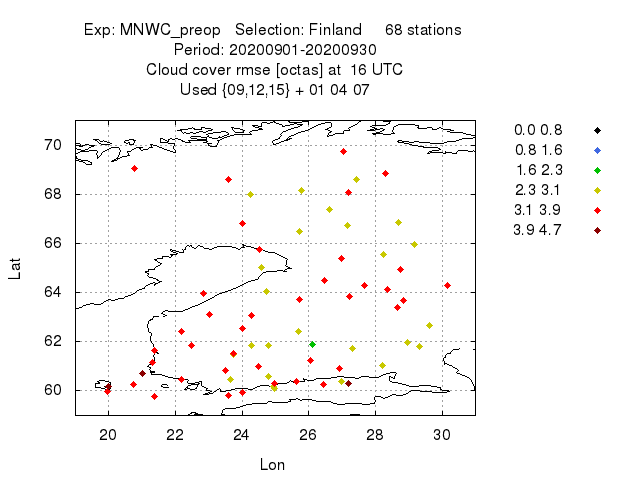 Exp: MNWC_preop   Selection: Finland      68 stations
Period: 20200901-20200930
Cloud cover rmse [octas] at  16 UTC
Used {09,12,15} + 01 04 07
0.0 0.8
0.8 1.6
1.6 2.3
2.3 3.1
3.1 3.9
3.9 4.7
70
68
66
64
62
60
Lat
20 22 24 26 28 30
Lon